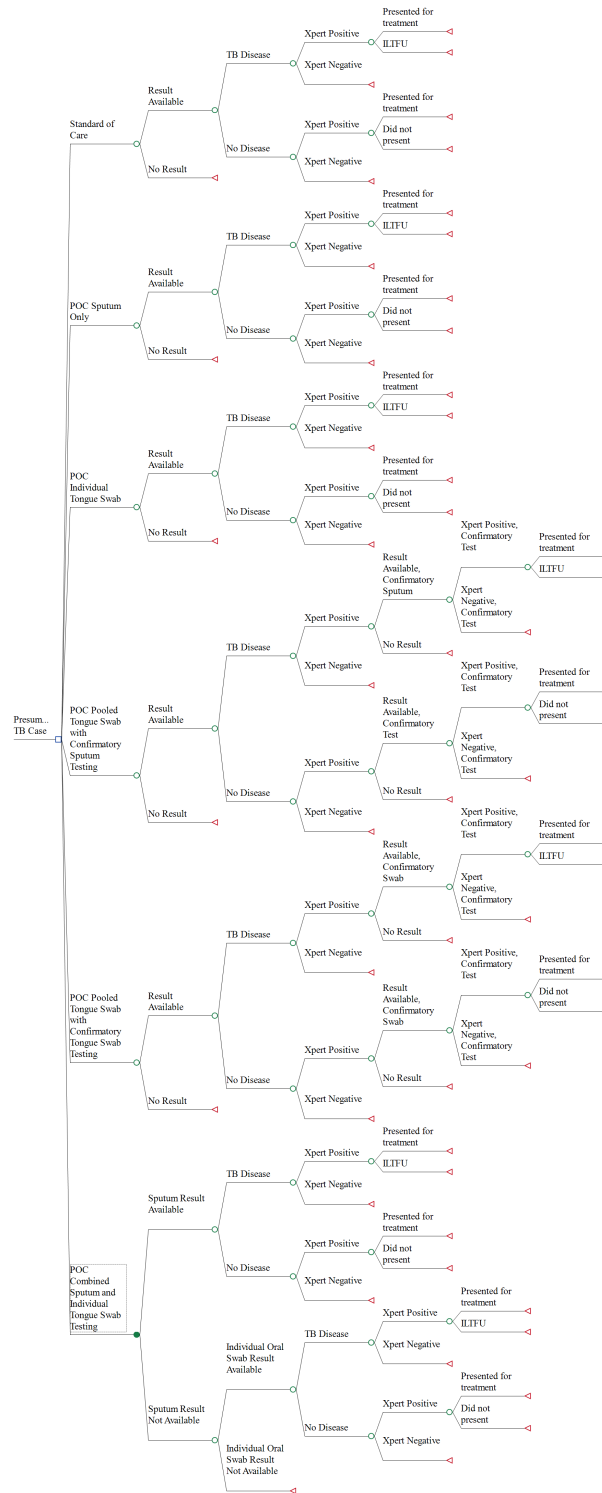 Presum...
TB Case
Standard of
Care
Result
Available
TB Disease
Xpert Positive
Presented for
treatment
ILTFU
Xpert Negative
No Disease
Xpert Positive
Presented for
treatment
Did not
present
Xpert Negative
No Result
POC Sputum
Only
Result
Available
TB Disease
Xpert Positive
Presented for
treatment
ILTFU
Xpert Negative
No Disease
Xpert Positive
Presented for
treatment
Did not
present
Xpert Negative
No Result
POC
Individual
Tongue Swab
Result
Available
TB Disease
Xpert Positive
Presented for
treatment
ILTFU
Xpert Negative
No Disease
Xpert Positive
Presented for
treatment
Did not
present
Xpert Negative
No Result
POC Pooled
Tongue Swab
with
Confirmatory
Sputum
Testing
Result
Available
TB Disease
Xpert Positive
Result
Available,
Confirmatory
Sputum
Xpert Positive,
Confirmatory
Test
Presented for
treatment
ILTFU
Xpert
Negative,
Confirmatory
Test
No Result
Xpert Negative
No Disease
Xpert Positive
Result
Available,
Confirmatory
Test
Xpert Positive,
Confirmatory
Test
Presented for
treatment
Did not
present
Xpert
Negative,
Confirmatory
Test
No Result
Xpert Negative
No Result
POC Pooled
Tongue Swab
with
Confirmatory
Tongue Swab
Testing
Result
Available
TB Disease
Xpert Positive
Result
Available,
Confirmatory
Swab
Xpert Positive,
Confirmatory
Test
Presented for
treatment
ILTFU
Xpert
Negative,
Confirmatory
Test
No Result
Xpert Negative
No Disease
Xpert Positive
Result
Available,
Confirmatory
Swab
Xpert Positive,
Confirmatory
Test
Presented for
treatment
Did not
present
Xpert
Negative,
Confirmatory
Test
No Result
Xpert Negative
No Result
POC
Combined
Sputum and
Individual
Tongue Swab
Testing
Sputum Result
Available
TB Disease
Xpert Positive
Presented for
treatment
ILTFU
Xpert Negative
No Disease
Xpert Positive
Presented for
treatment
Did not
present
Xpert Negative
Sputum Result
Not Available
Individual Oral
Swab Result
Available
TB Disease
Xpert Positive
Presented for
treatment
ILTFU
Xpert Negative
No Disease
Xpert Positive
Presented for
treatment
Did not
present
Xpert Negative
Individual Oral
Swab Result
Not Available